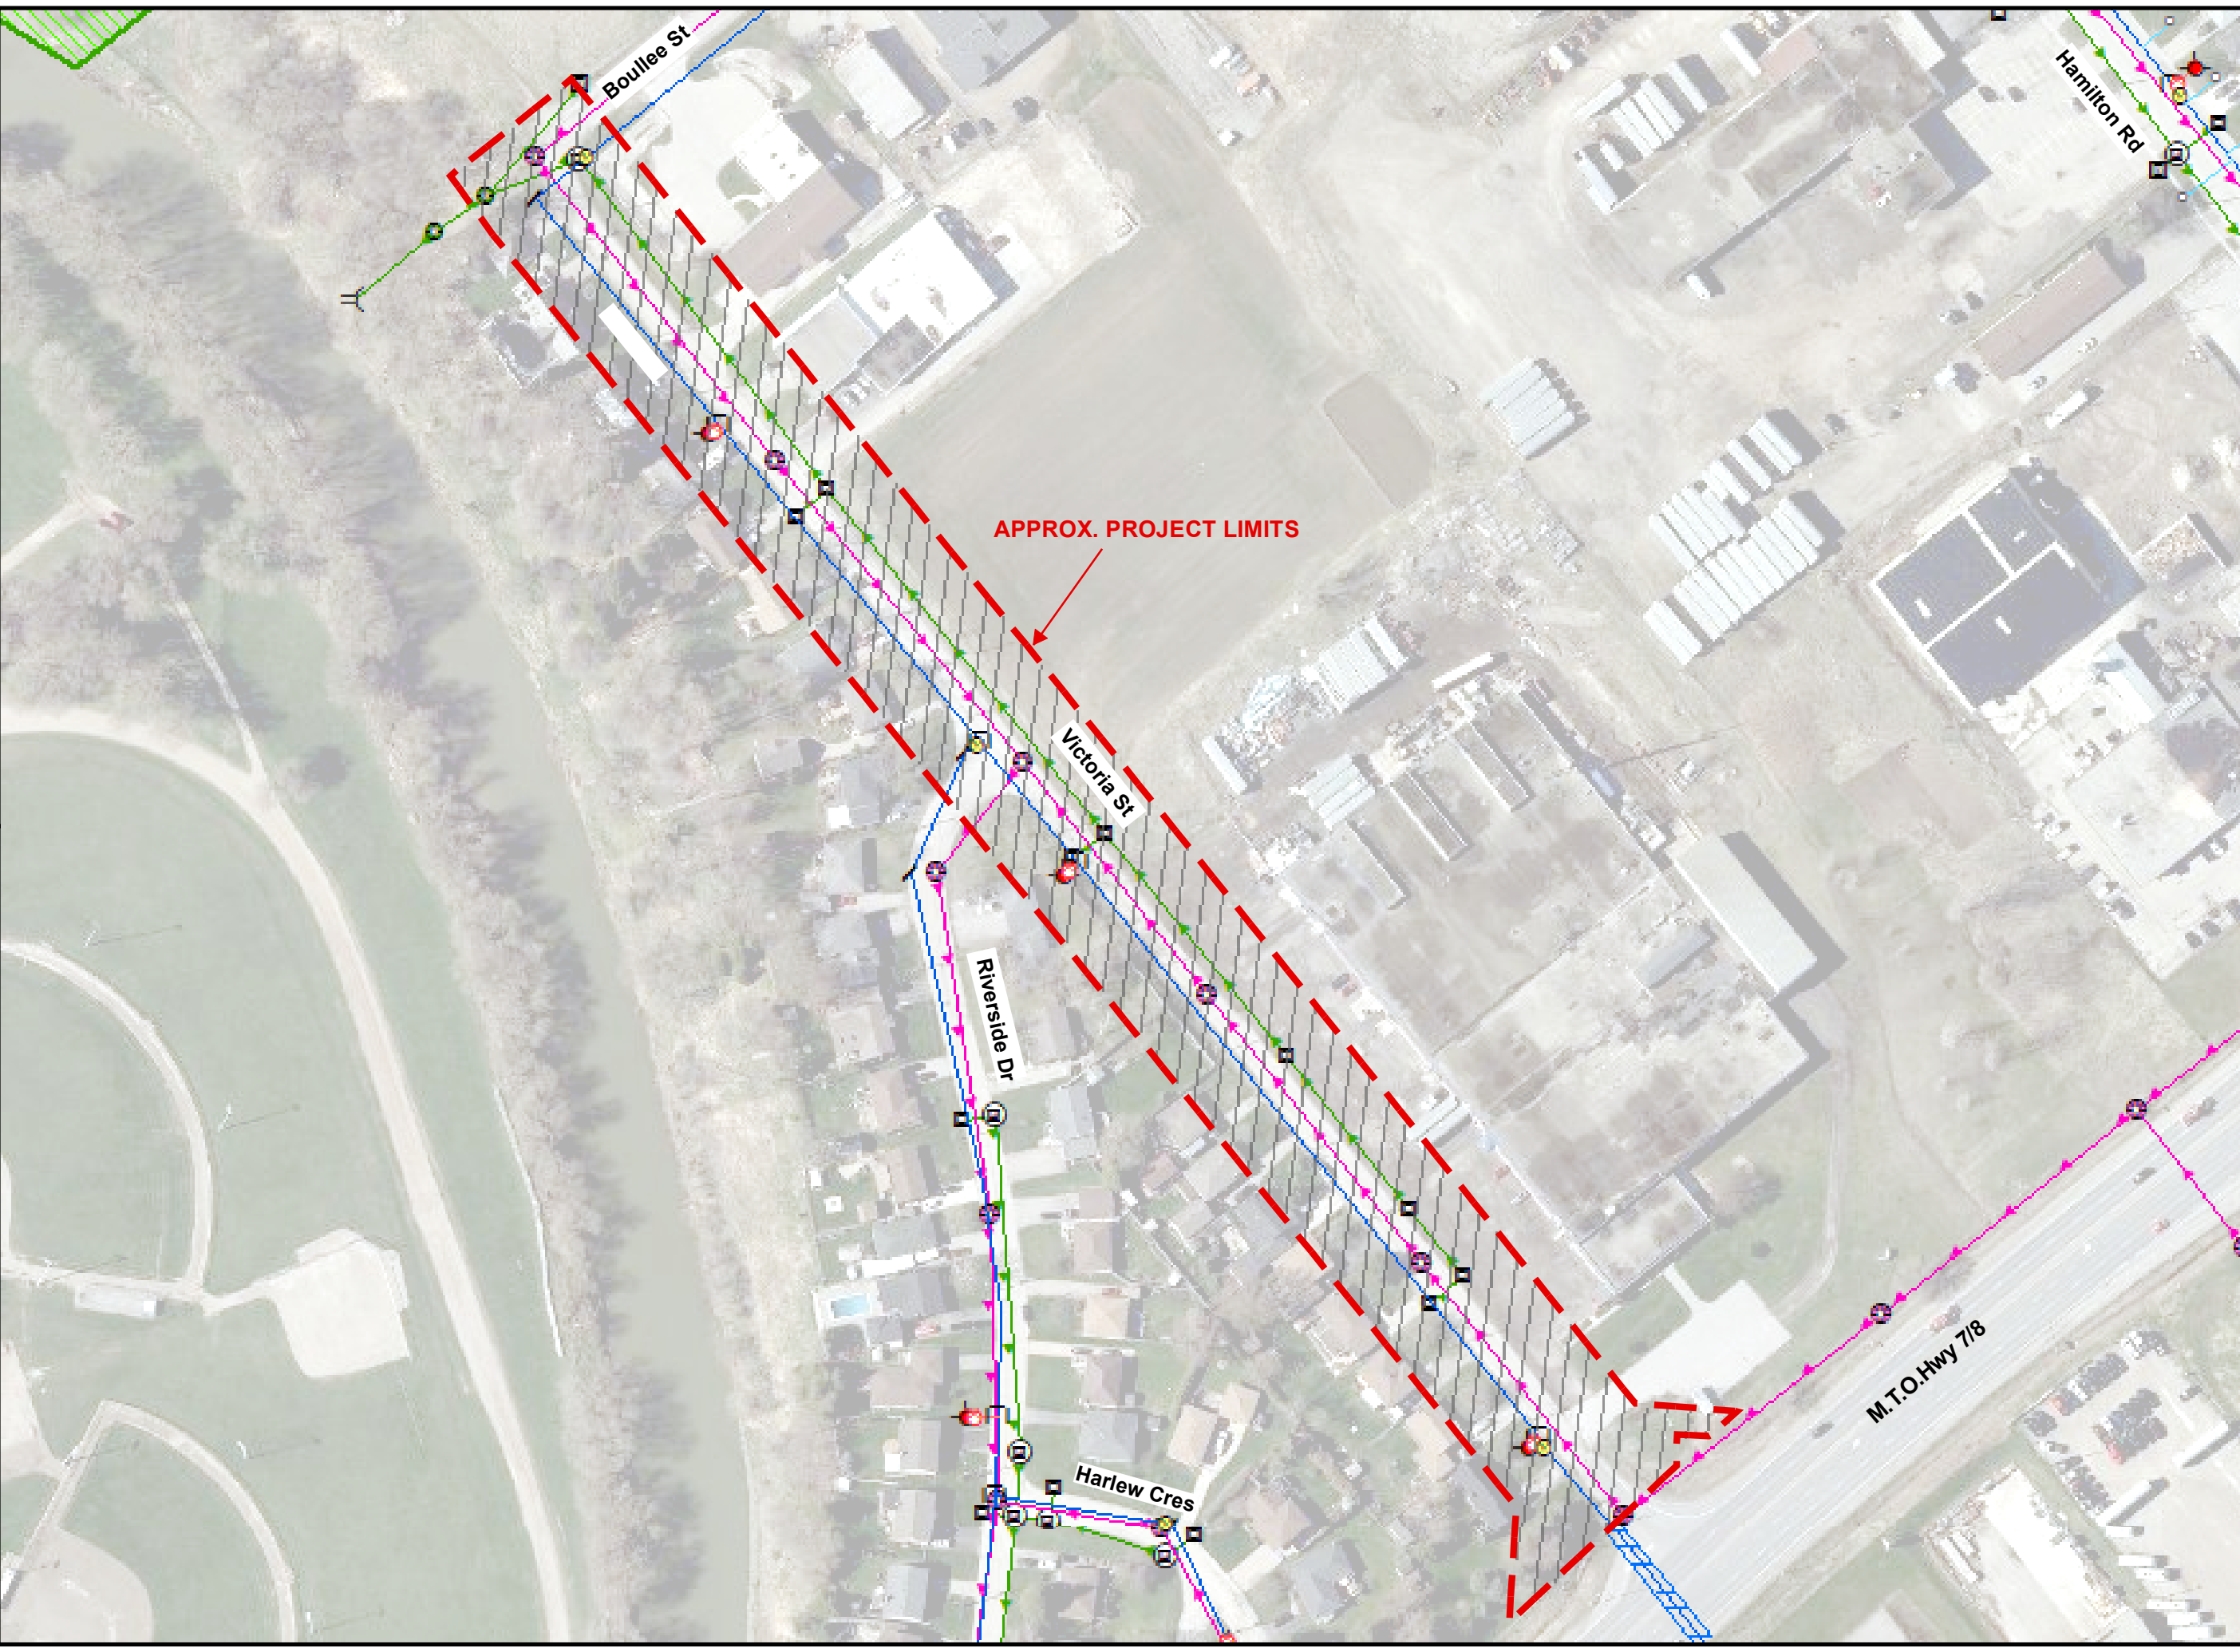 Boullee St
Hamilton Rd
APPROX. PROJECT LIMITS
Victoria St
Riverside Dr
M.T.O.Hwy 7/8
Harlew Cres